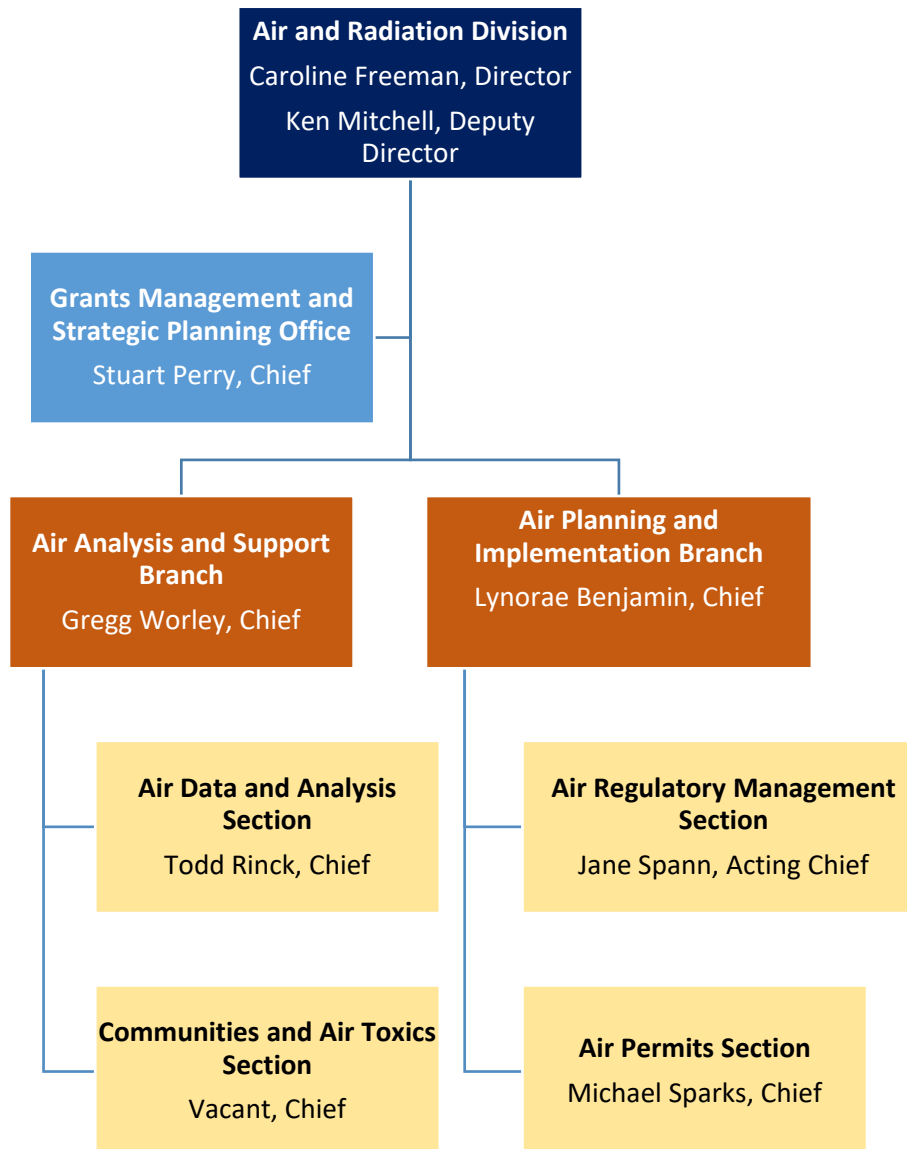 Air and Radiation Division
Caroline Freeman, Director
Ken Mitchell, Deputy
Director
Grants Management and
Strategic Planning Office
Stuart Perry, Chief
Air Analysis and Support
Branch
Gregg Worley, Chief
Air Planning and
Implementation Branch
Lynorae Benjamin, Chief
Air Data and Analysis
Section
Todd Rinck, Chief
Air Regulatory Management
Section
Jane Spann, Acting Chief
Communities and Air Toxics
Section
Vacant, Chief
Air Permits Section
Michael Sparks, Chief